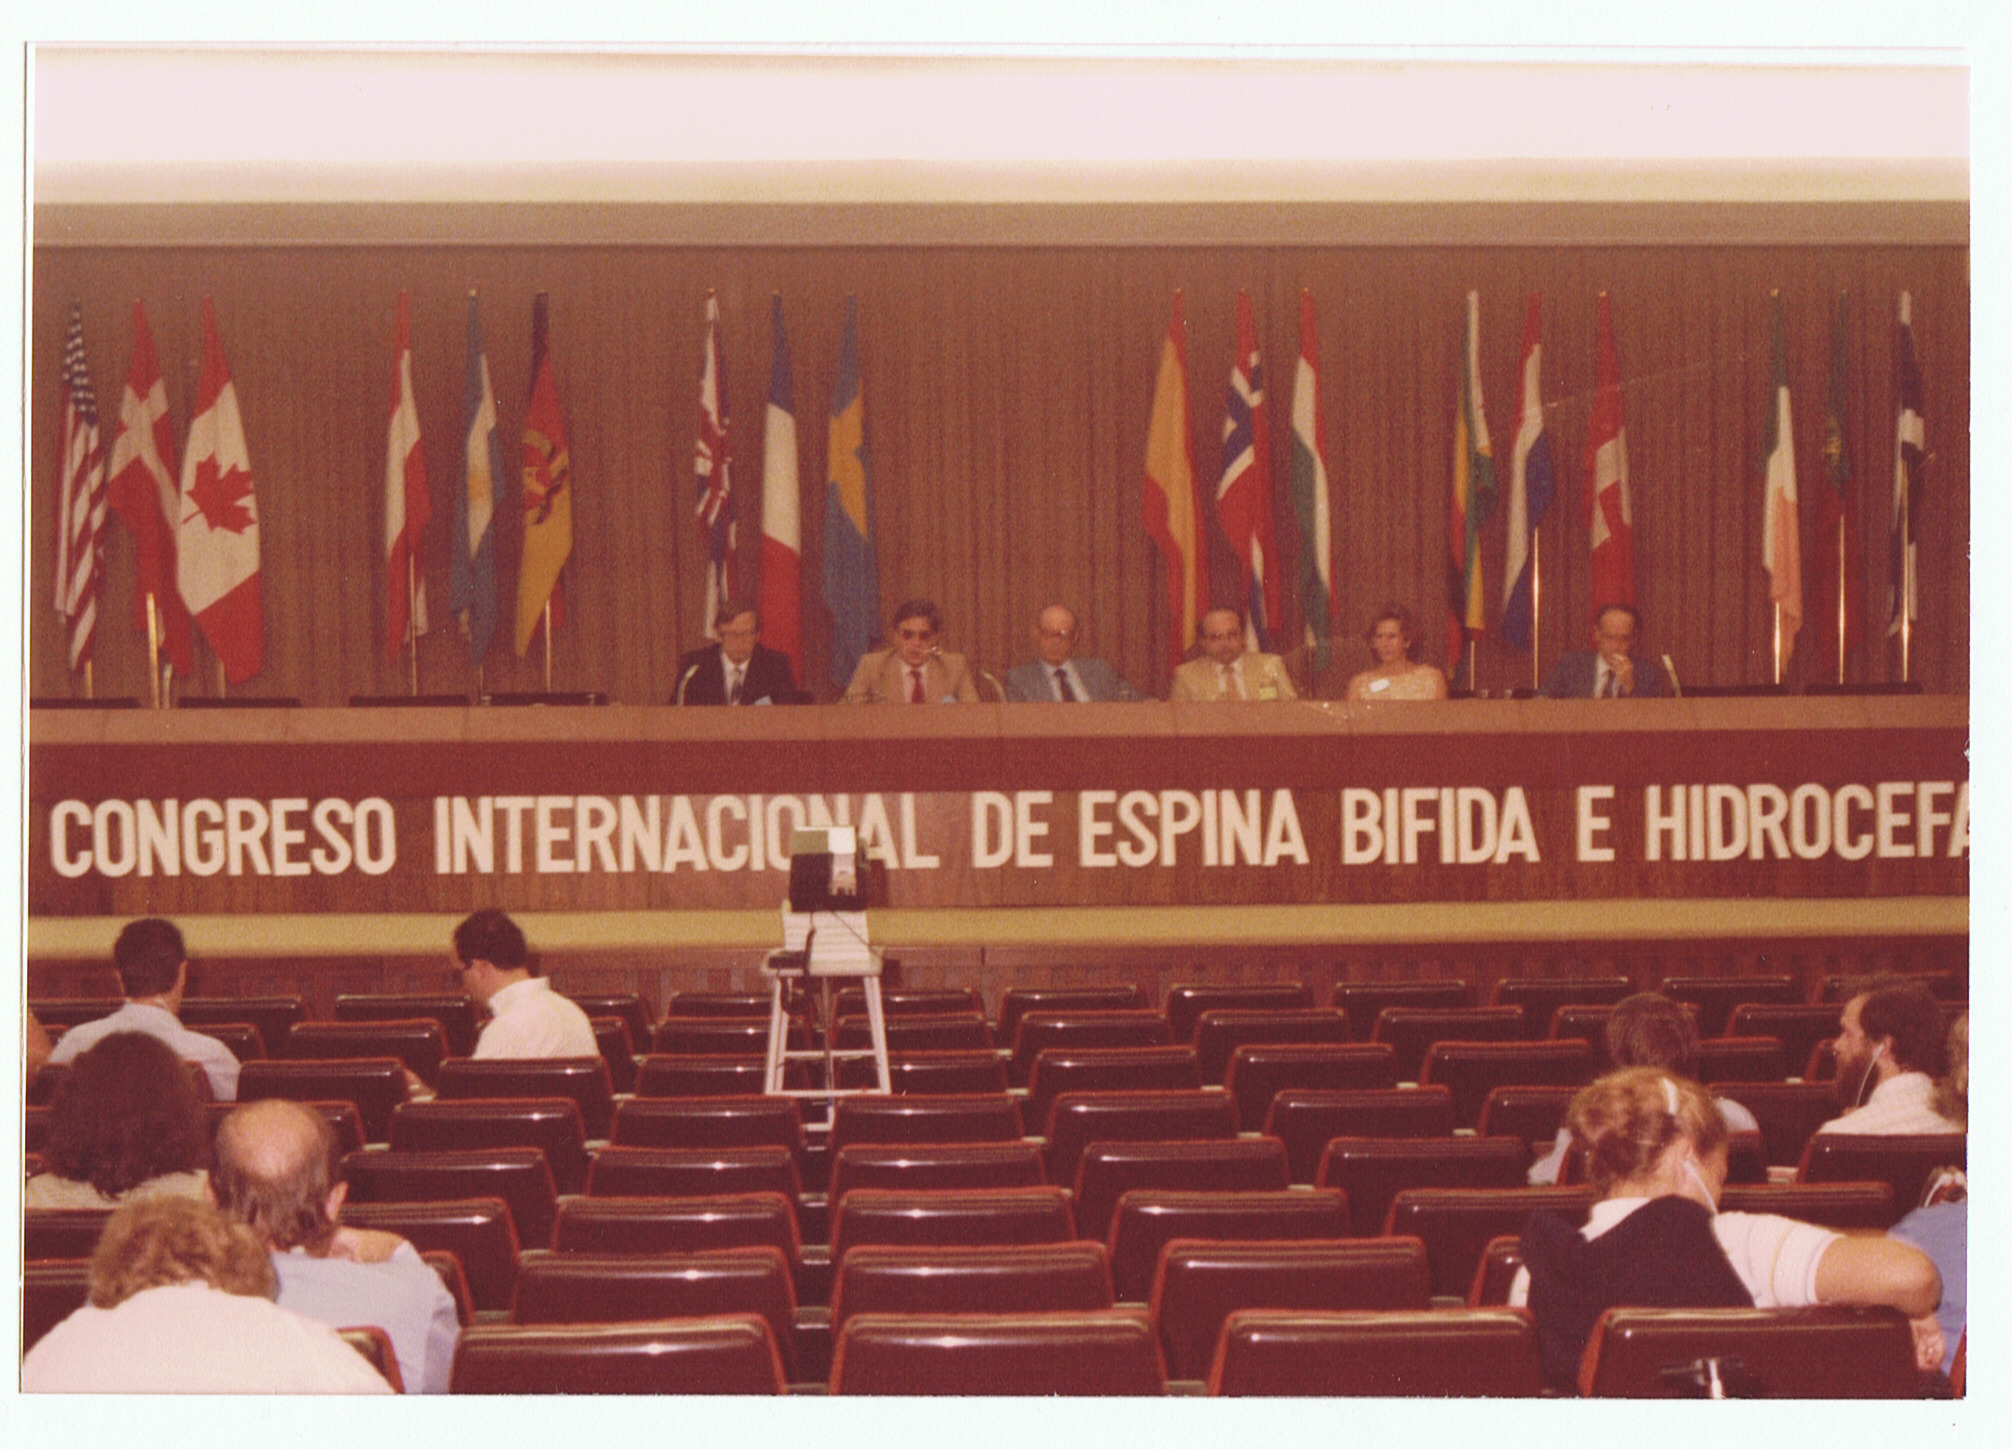 CONGRESO INTERNACIONAL DE ESPINA BIFIDA E HIDROCEFA